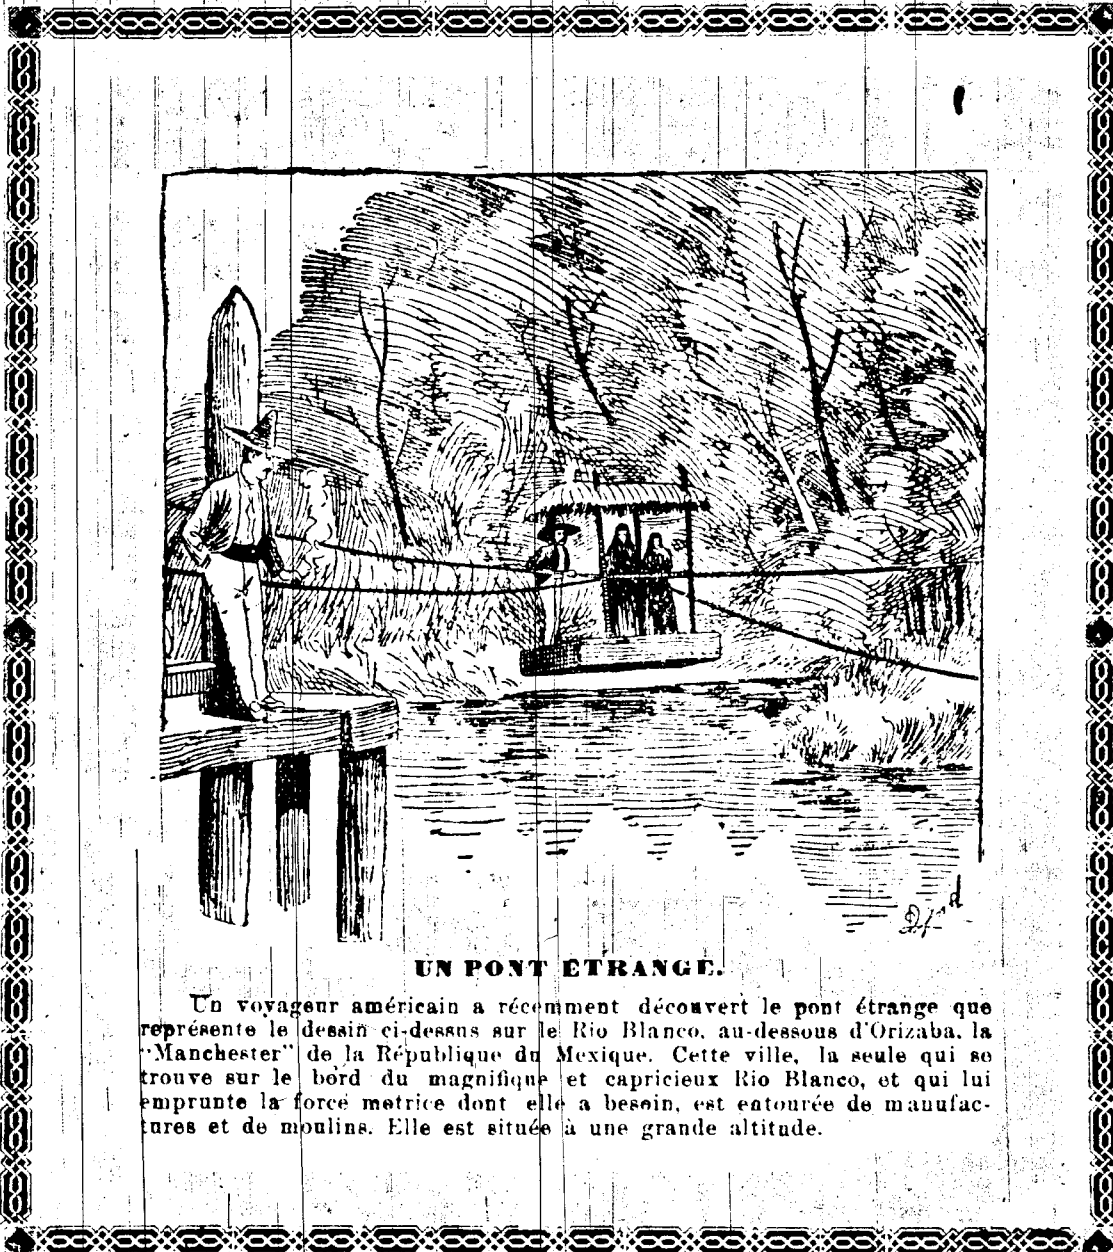 UN PONT ETRANGE.
Un voyageur américain a récemment découvert le pont étrange que
représente le dessin ci-dessus sur le Rio Blanco, au-dessous d'Orizaba, la
"Manchester" de la République du Mexique. Cette ville, la seule qui se
trouve sur le bord du magnifique et capricieux Rio Blanco, et qui lui
emprunte la force motrice dont elle a besoin, est entourée de manufac-
tures et de moulins. Elle est située à une grande altitude.